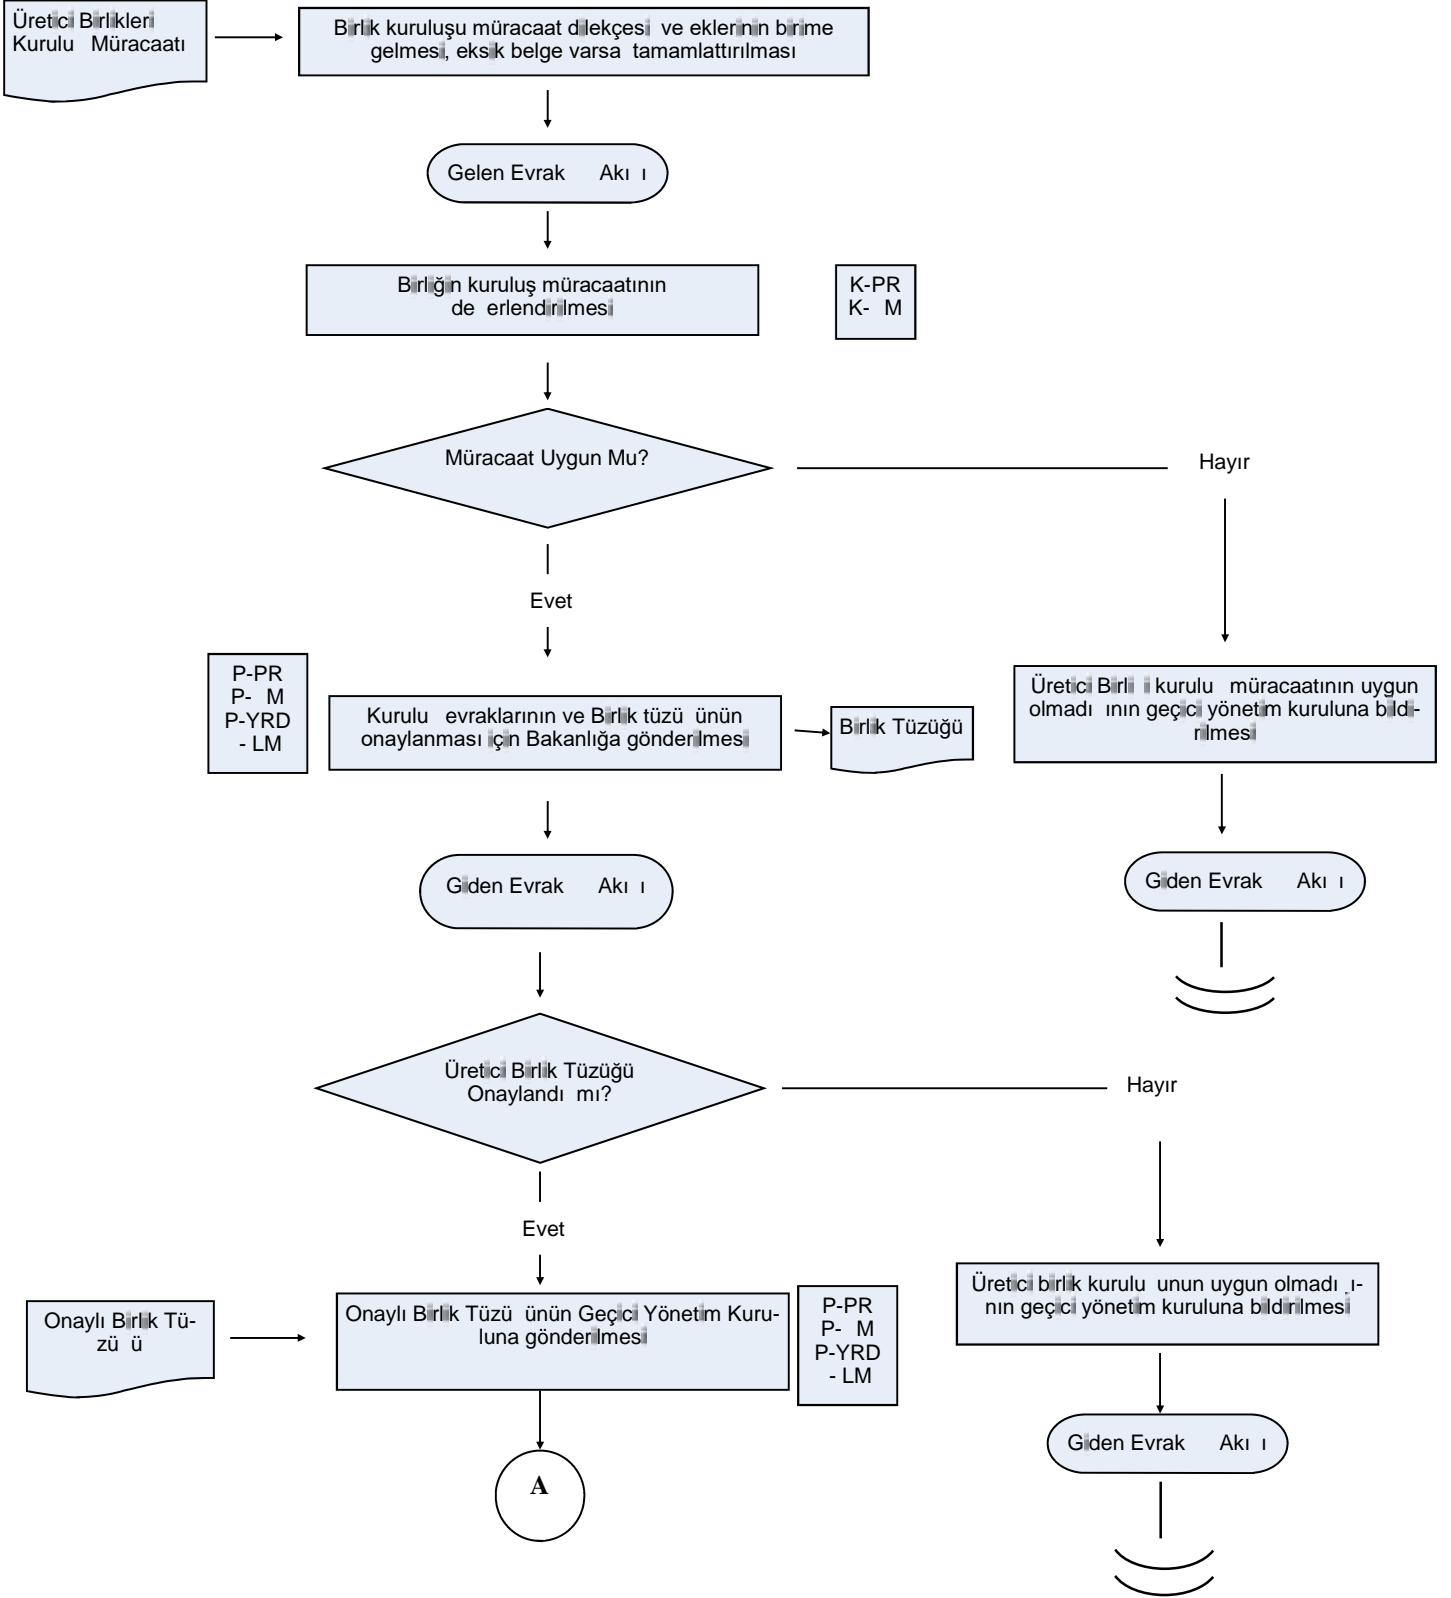 Üretici Birlikleri
Kurulu Müracaatı
Birlik kuruluşu müracaat dilekçesi ve eklerinin birime
gelmesi, eksik belge varsa tamamlattırılması
Gelen Evrak Akı ı
Birliğin kuruluş müracaatının
de erlendirilmesi
K-PR
K- M
Müracaat Uygun Mu?
Hayır
Evet
P-PR
P- M
P-YRD
- LM
Kurulu evraklarının ve Birlik tüzü ünün
onaylanması için Bakanlığa gönderilmesi
Birlik Tüzüğü
Üretici Birli i kurulu müracaatının uygun
olmadı ının geçici yönetim kuruluna bildi-
rilmesi
Giden Evrak Akı ı
Giden Evrak Akı ı
Üretici Birlik Tüzüğü
Onaylandı mı?
Hayır
Evet
Onaylı Birlik Tü-
zü ü
Onaylı Birlik Tüzü ünün Geçici Yönetim Kuru-
luna gönderilmesi
P-PR
P- M
P-YRD
- LM
Üretici birlik kurulu unun uygun olmadı ı-
nın geçici yönetim kuruluna bildirilmesi
Giden Evrak Akı ı
A